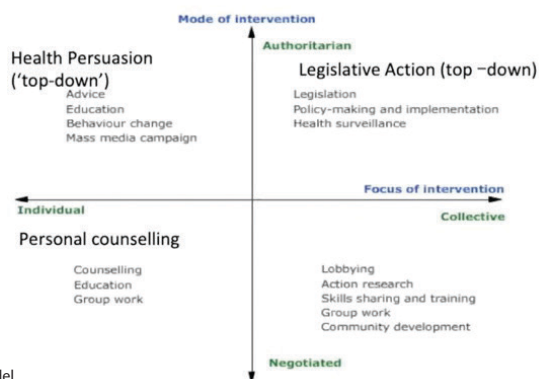 Mode of intervention
Authoritarian
Health Persuasion
('top-down')
Advice
Education
Behaviour change
Mass media campaign
Legislative Action (top –down)
Legislation
Policy-making and implementation
Health surveillance
Focus of intervention
Individual
Collective
Personal counselling
Counselling
Education
Group work
Lobbying
Action research
Skills sharing and training
Group work
Community development
Negotiated